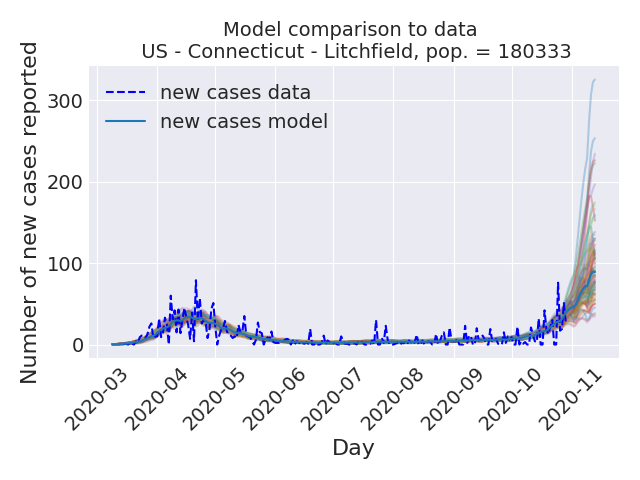 Model comparison to data
US - Connecticut - Litchfield, pop. = 180333
Number of new cases reported
300
200
100
0
new cases data
new cases model
2020-03
2020-04
2020-05
2020-06
2020-07
2020-08
2020-09
2020-10
2020-11
Day